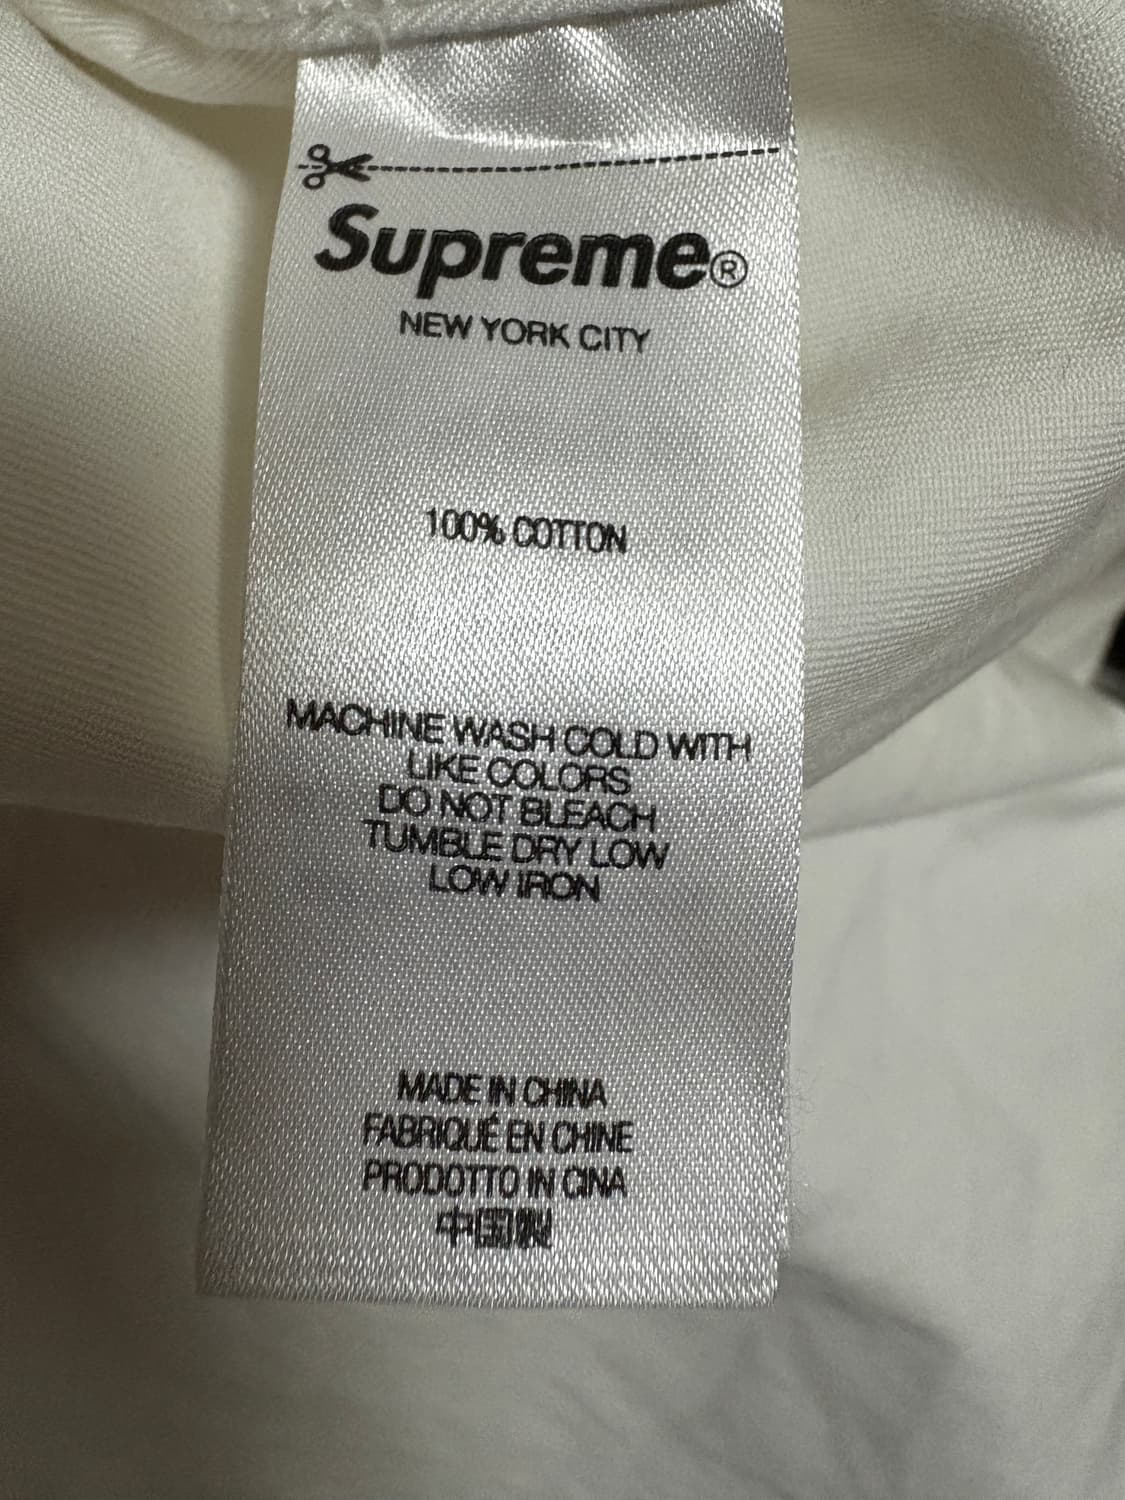 Supreme®
NEW YORK CITY
100% COTTON
MACHINE WASH COLD WITH
LIKE COLORS
DO NOT BLEACH
TUMBLE DRY LOW
LOW IRON
MADE IN CHINA
FABRIQUÉ EN CHINE
PRODOTTO IN CINA
中国製